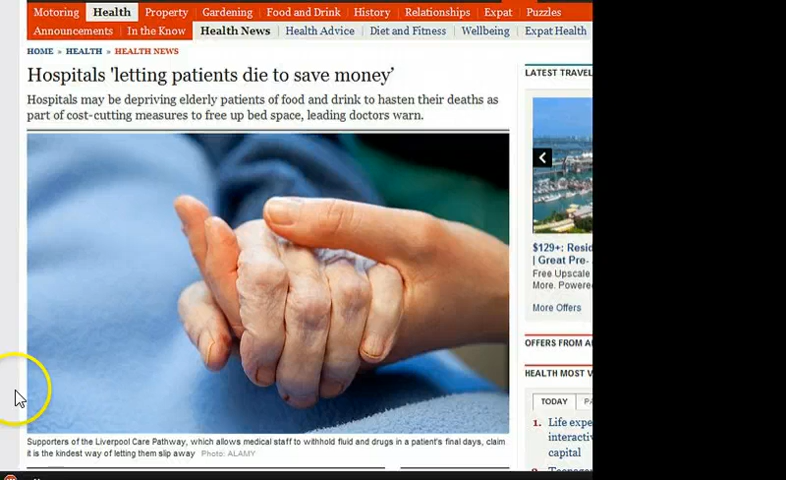 Motoring Health Property Gardening Food and Drink History Relationships Expat Puzzles
Announcements In the Know Health News Health Advice Diet and Fitness Wellbeing Expat Health
HOME » HEALTH » HEALTH NEWS
Hospitals 'letting patients die to save money’
Hospitals may be depriving elderly patients of food and drink to hasten their deaths as
part of cost-cutting measures to free up bed space, leading doctors warn.
Supporters of the Liverpool Care Pathway, which allows medical staff to withhold fluid and drugs in a patient's final days, claim
it is the kindest way of letting them slip away Photo: ALAMY
LATEST TRAVEL
$129+: Resid
| Great Pre-
Free Upscale
More. Powere
More Offers
OFFERS FROM
HEALTH MOST
TODAY
1. Life expe
interactiv
capital